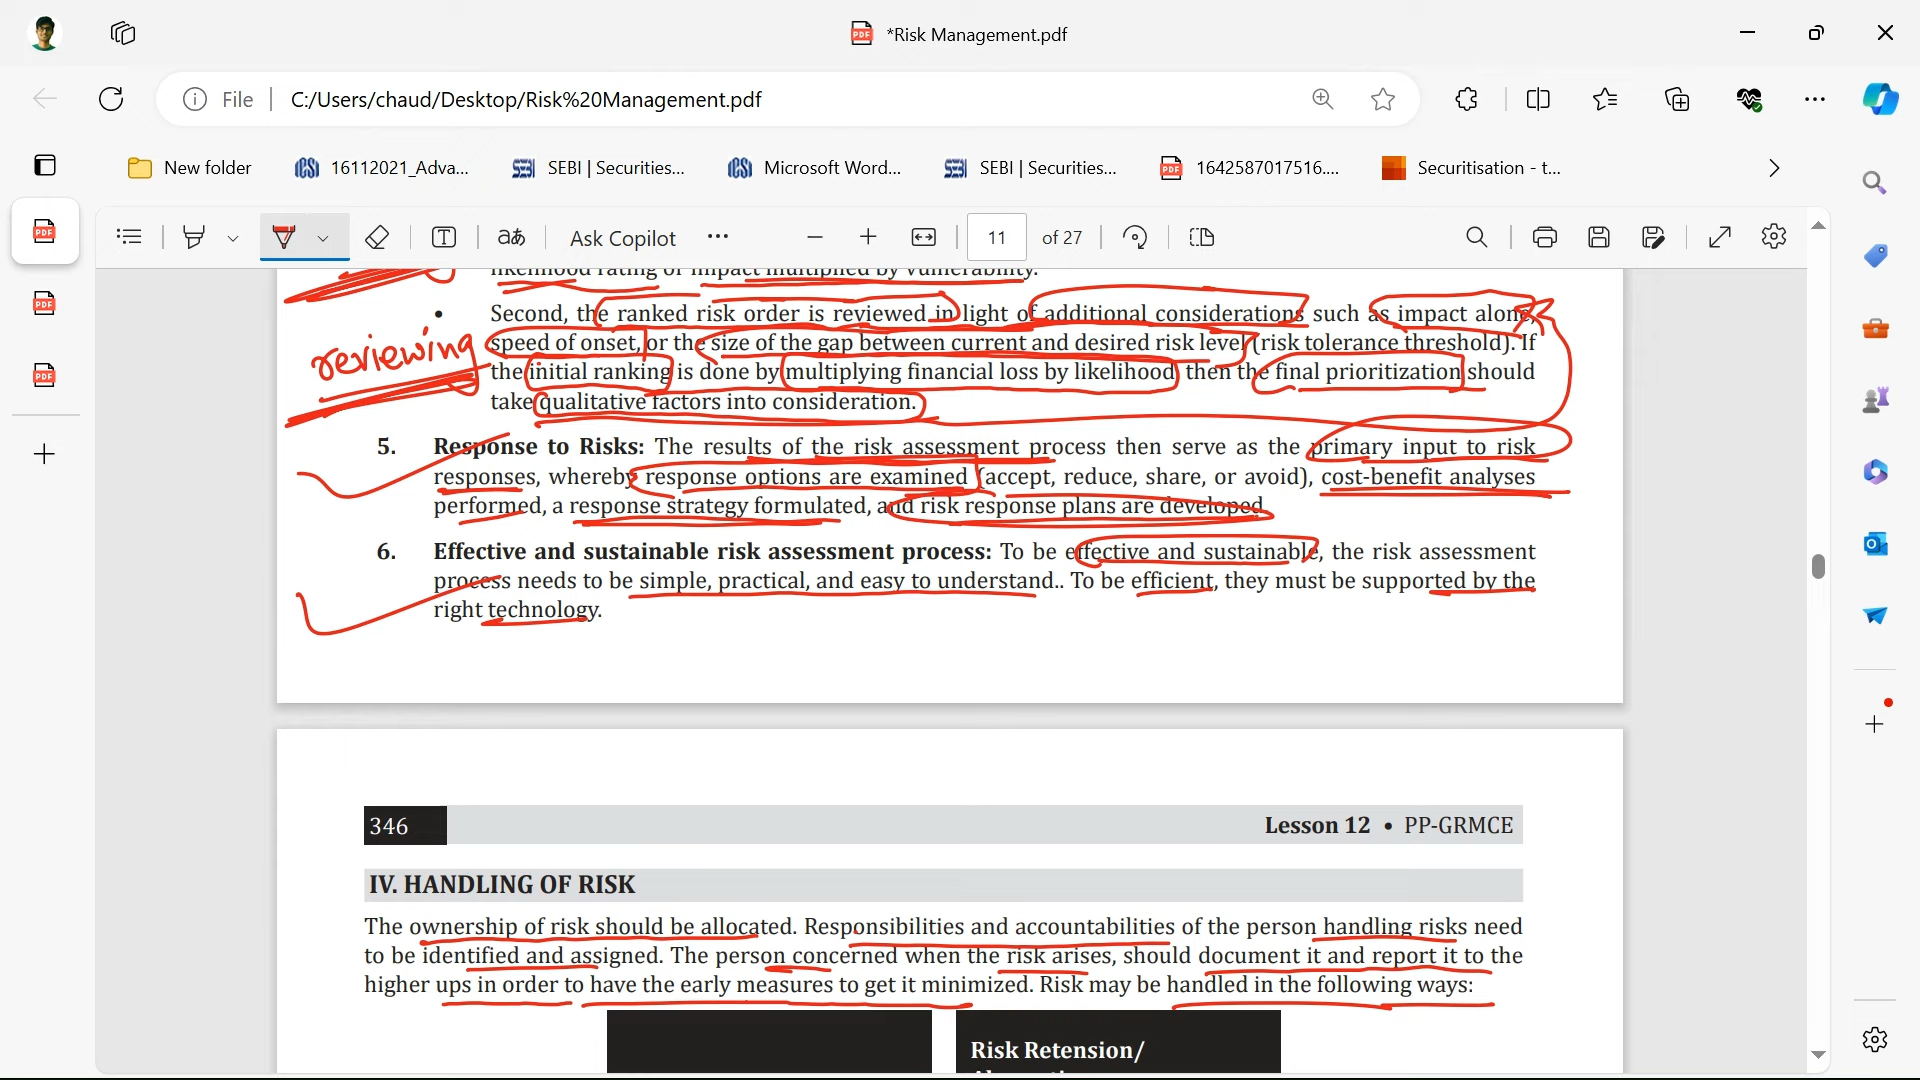 *Risk Management.pdf
File
C:/Users/chaud/Desktop/Risk%20Management.pdf
New folder
16112021_Adva...
SEBI | Securities...
Microsoft Word...
SEBI | Securities...
1642587017516....
Securitisation - t...
Ask Copilot
11 of 27
likelihood rating or impact multiplied by vulnerability.
• Second, the ranked risk order is reviewed in light of additional considerations such as impact alone,
speed of onset, or the size of the gap between current and desired risk level (risk tolerance threshold). If
the initial ranking is done by multiplying financial loss by likelihood, then the final prioritization should
take qualitative factors into consideration.
reviewing
5. Response to Risks: The results of the risk assessment process then serve as the primary input to risk
responses, whereby response options are examined (accept, reduce, share, or avoid), cost-benefit analyses
performed, a response strategy formulated, and risk response plans are developed
6. Effective and sustainable risk assessment process: To be effective and sustainable, the risk assessment
process needs to be simple, practical, and easy to understand.. To be efficient, they must be supported by the
right technology.
346
Lesson 12 • PP-GRMCE
IV. HANDLING OF RISK
The ownership of risk should be allocated. Responsibilities and accountabilities of the person handling risks need
to be identified and assigned. The person concerned when the risk arises, should document it and report it to the
higher ups in order to have the early measures to get it minimized. Risk may be handled in the following ways:
Risk Retension/